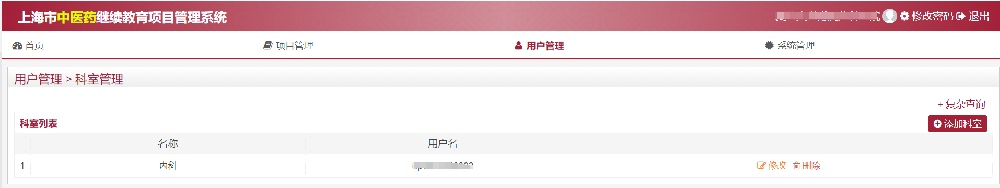 上海市中医药继续教育项目管理系统
修改密码 退出
首页 项目管理 用户管理 系统管理
用户管理 > 科室管理
+ 复杂查询
科室列表 添加科室
名称 用户名
1 内科 修改 删除